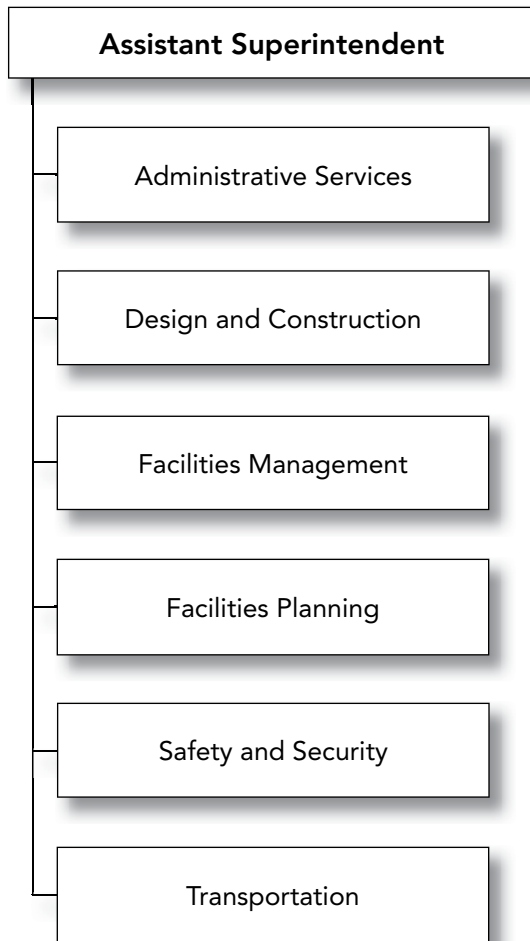 Assistant Superintendent
Administrative Services
Design and Construction
Facilities Management
Facilities Planning
Safety and Security
Transportation